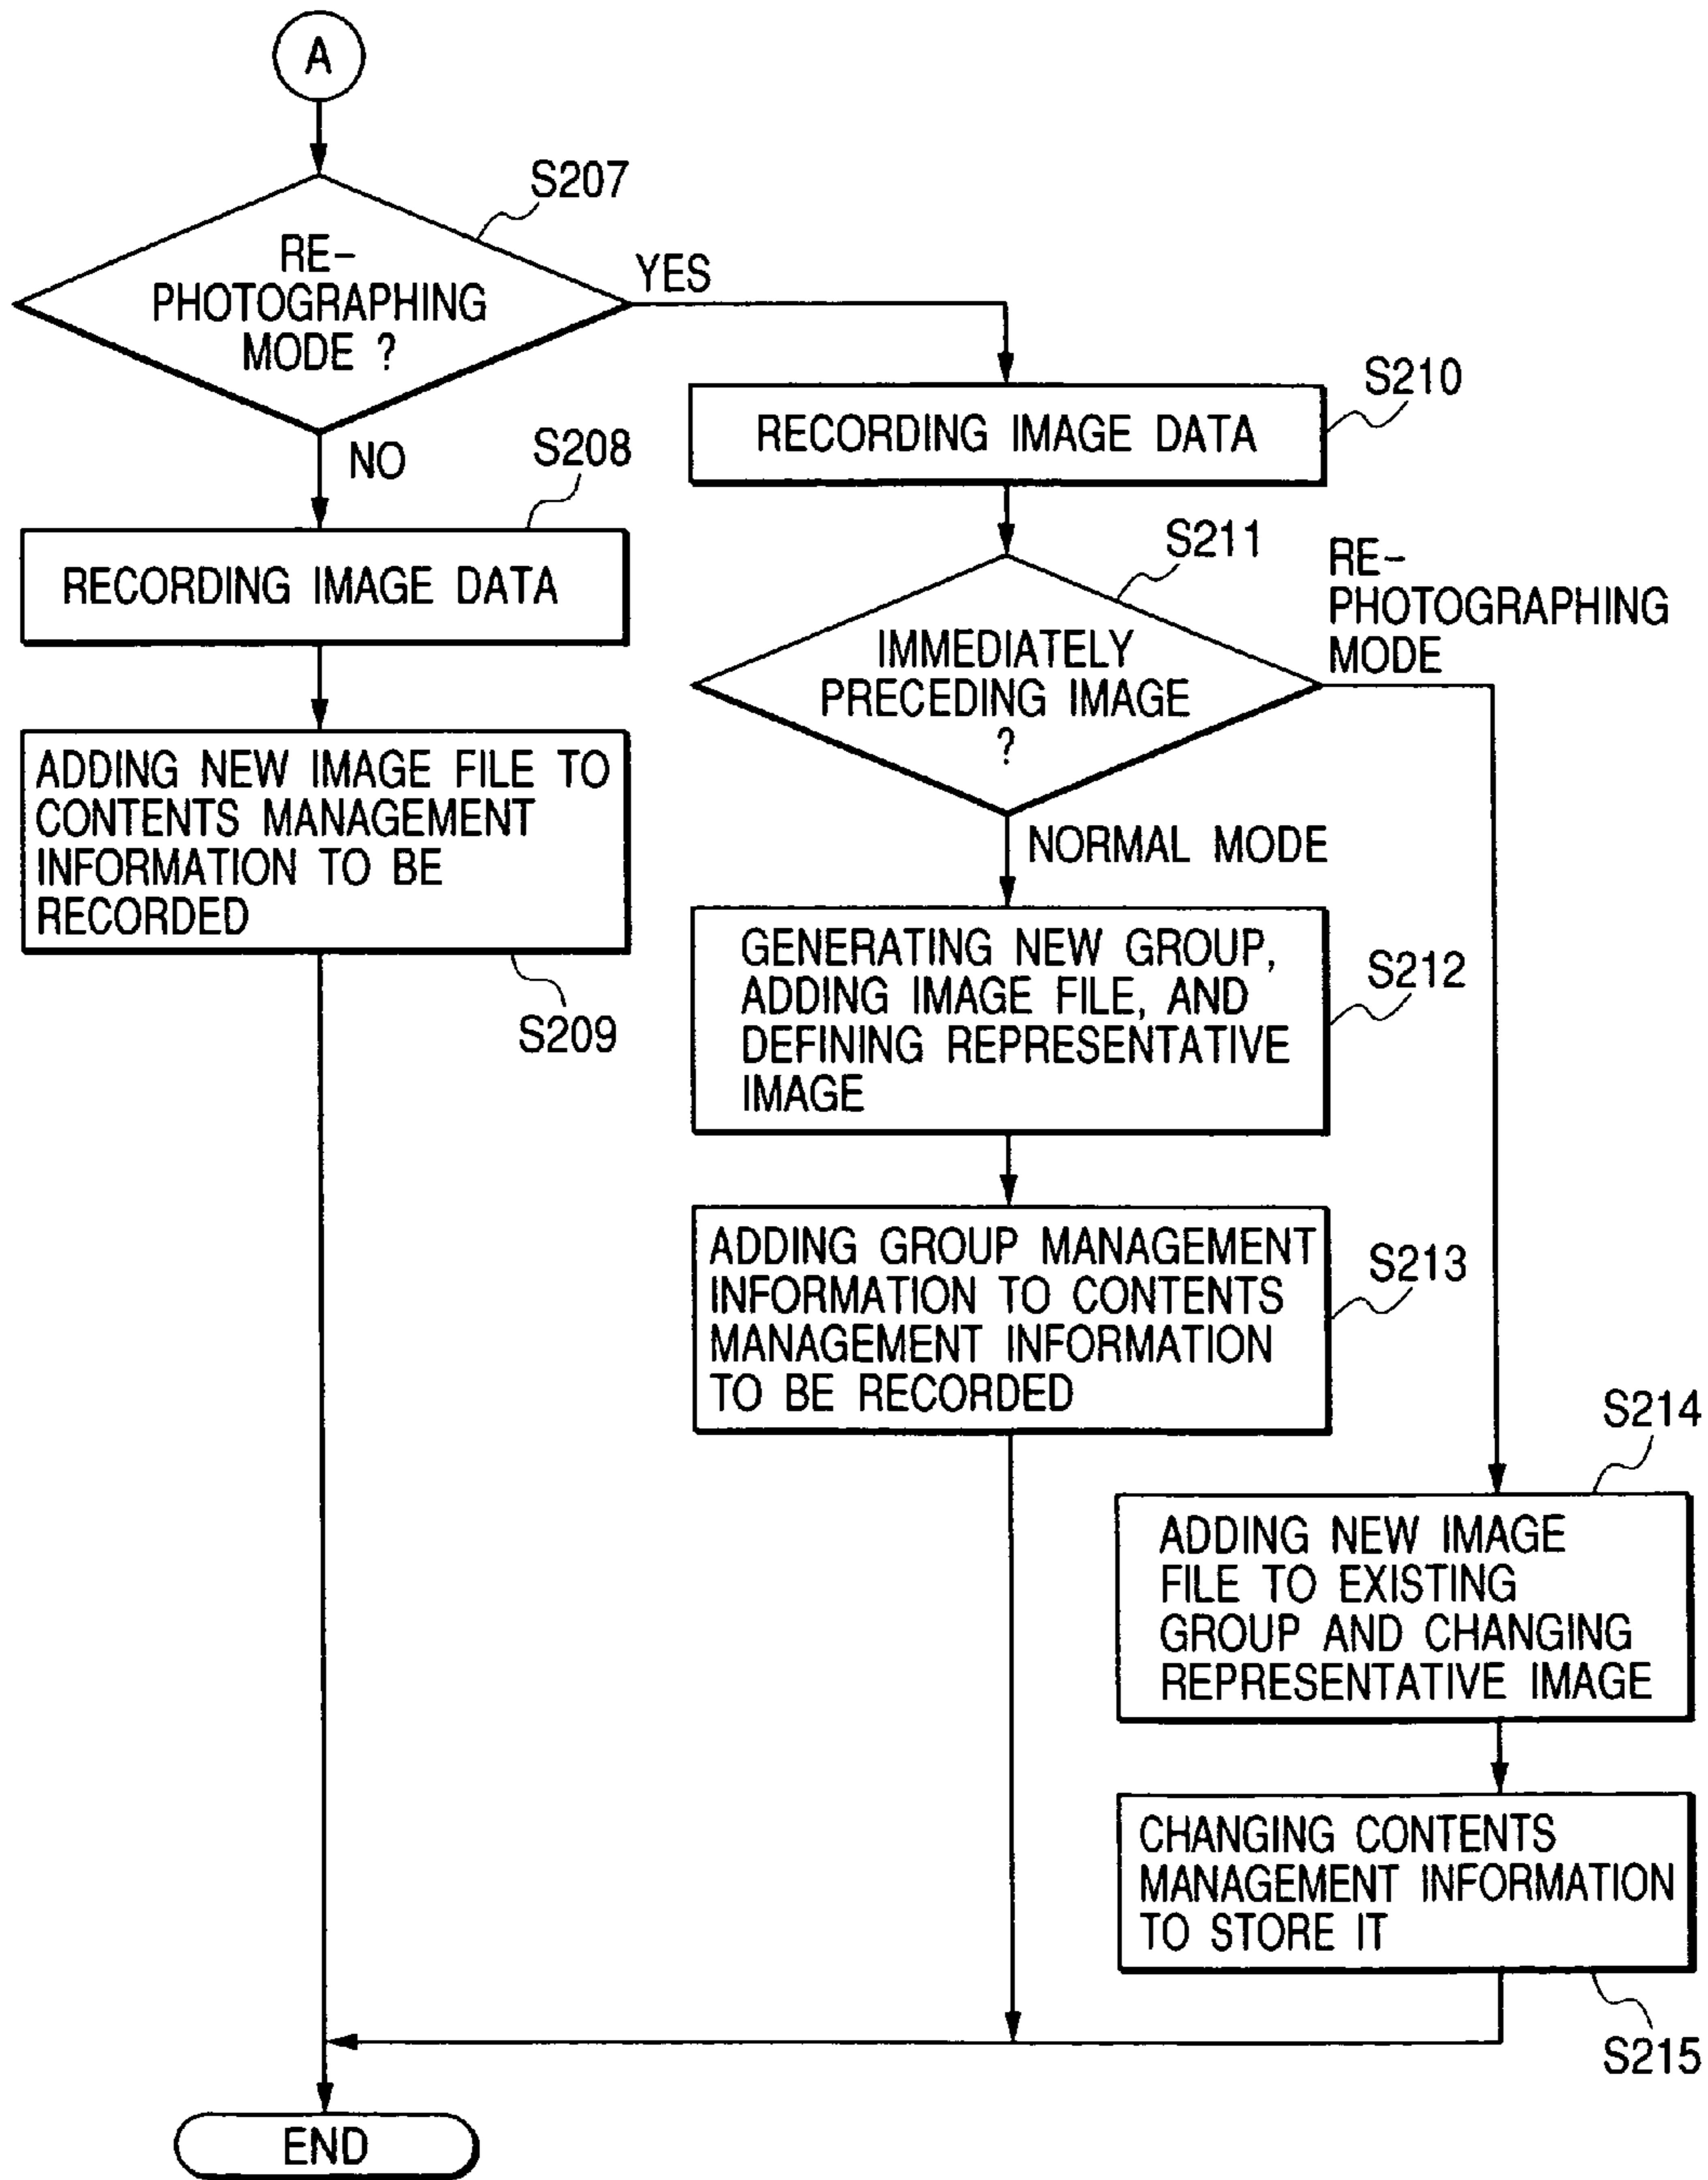 A
S207
RE-
PHOTOGRAPHING
MODE ?
YES
NO
S208
RECORDING IMAGE DATA
ADDING NEW IMAGE FILE TO
CONTENTS MANAGEMENT
INFORMATION TO BE
RECORDED
S209
S210
RECORDING IMAGE DATA
S211
IMMEDIATELY
PRECEDING IMAGE
?
RE-
PHOTOGRAPHING
MODE
NORMAL MODE
GENERATING NEW GROUP,
ADDING IMAGE FILE, AND
DEFINING REPRESENTATIVE
IMAGE
S212
ADDING GROUP MANAGEMENT
INFORMATION TO CONTENTS
MANAGEMENT INFORMATION
TO BE RECORDED
S213
S214
ADDING NEW IMAGE
FILE TO EXISTING
GROUP AND CHANGING
REPRESENTATIVE IMAGE
CHANGING CONTENTS
MANAGEMENT INFORMATION
TO STORE IT
S215
END